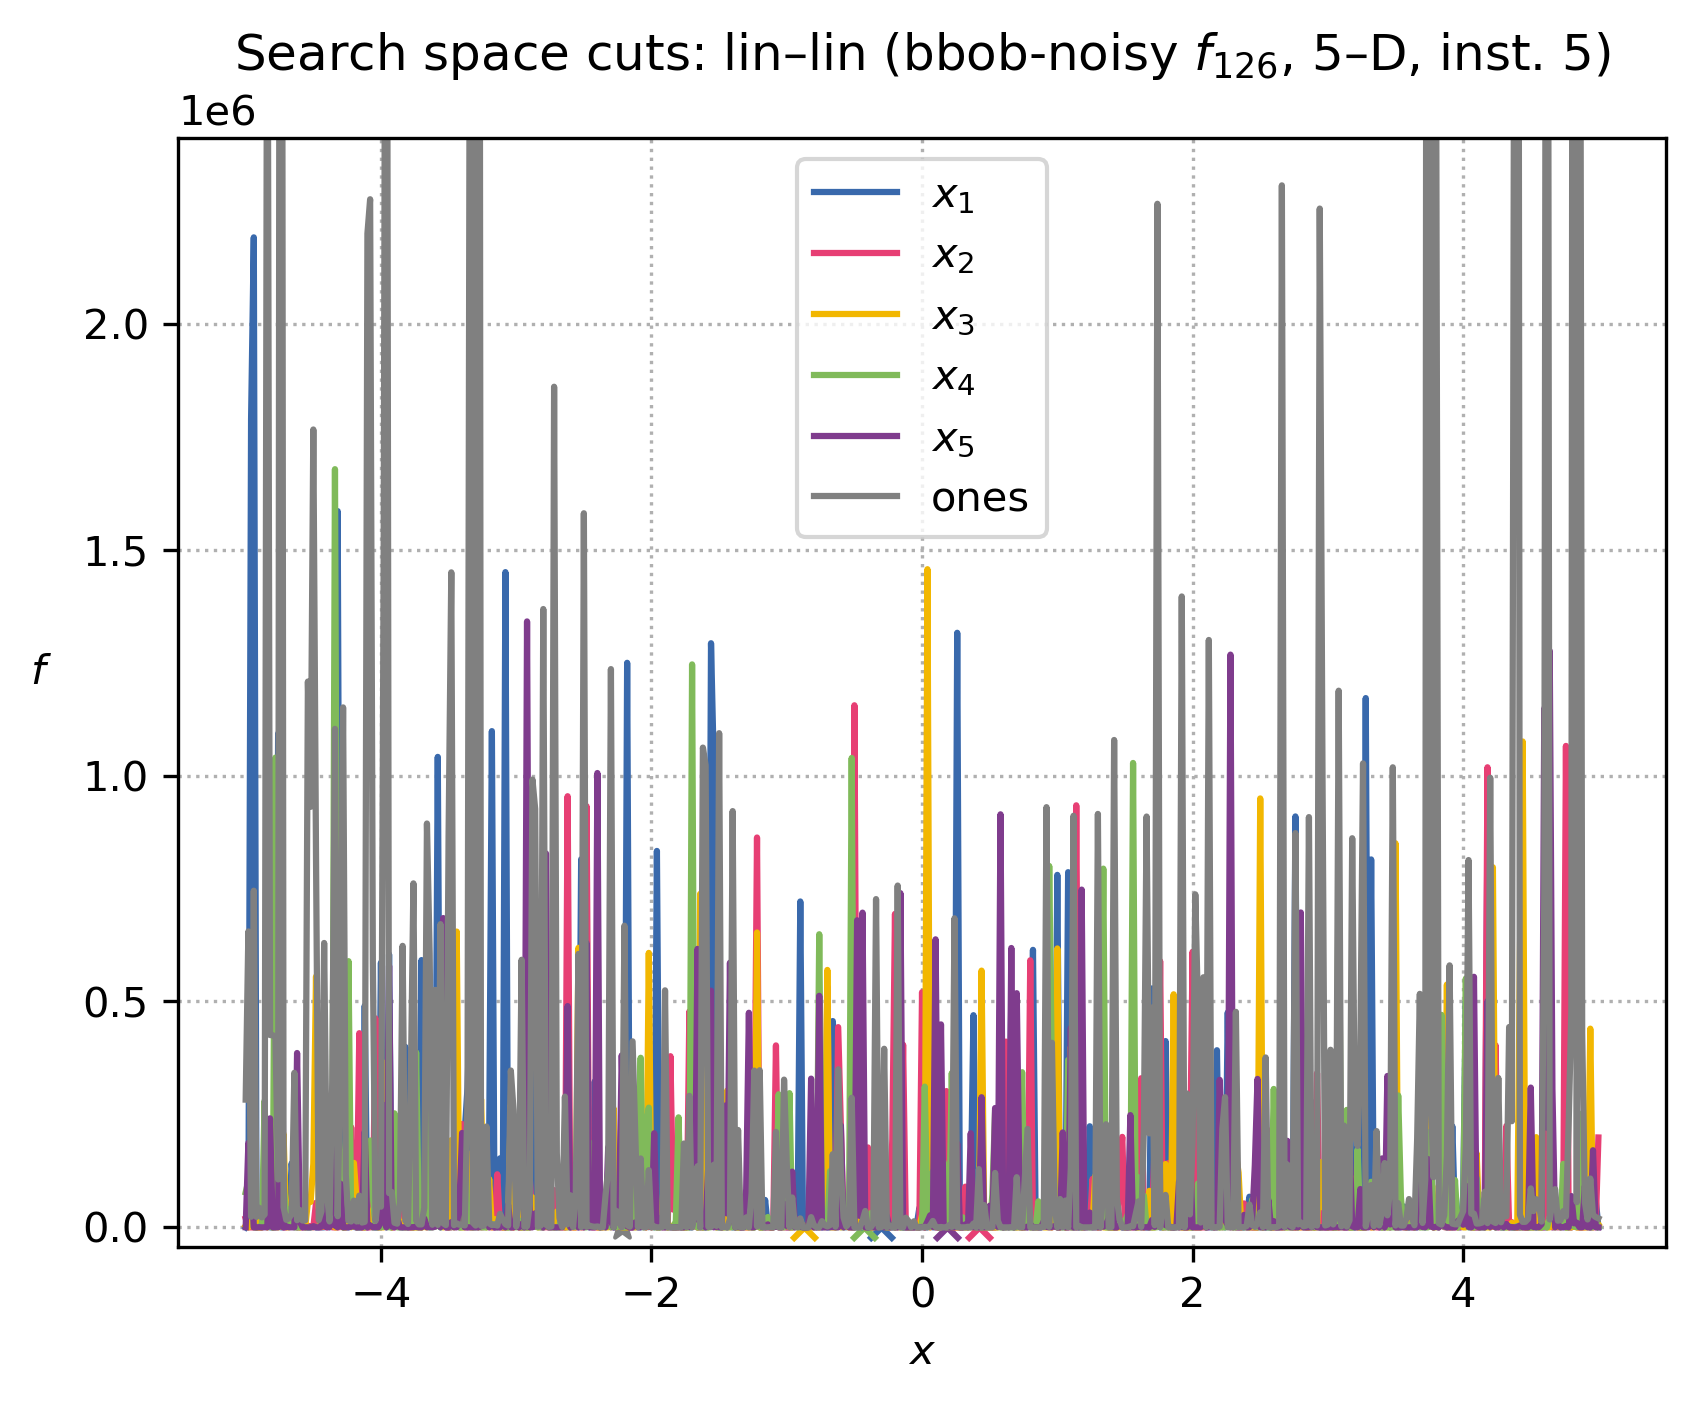 Search space cuts: lin–lin (bbob-noisy f126, 5–D, inst. 5)
1e6
x1
x2
x3
x4
x5
ones
2.0
1.5
1.0
0.5
0.0
f
−4 −2 0 2 4
x